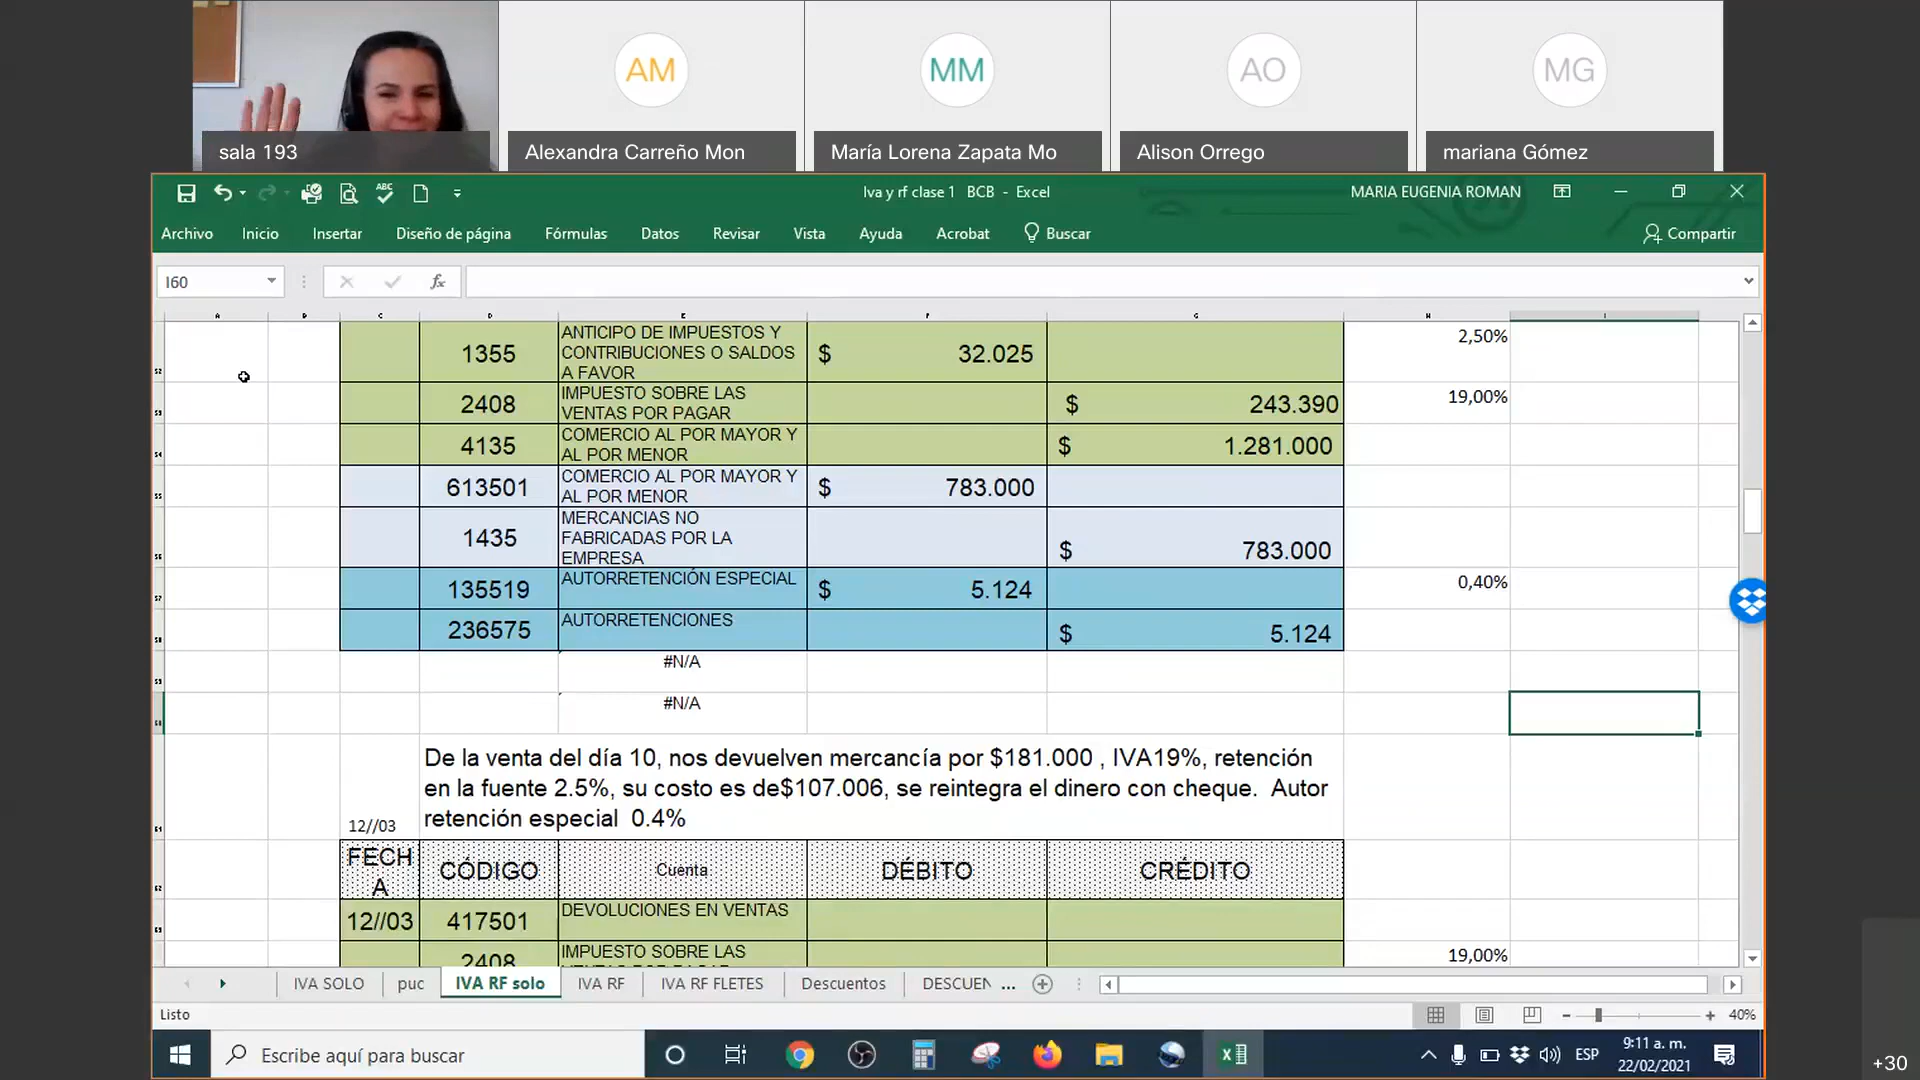 AM
MM
AO
MG
sala 193
Alexandra Carreño Mon
María Lorena Zapata Mo
Alison Orrego
mariana Gómez
ABC
Iva y rf clase 1 BCB - Excel
MARIA EUGENIA ROMAN
Archivo
Inicio
Insertar
Diseño de página
Fórmulas
Datos
Revisar
Vista
Ayuda
Acrobat
Buscar
Compartir
I60
fx
1355
ANTICIPO DE IMPUESTOS Y
CONTRIBUCIONES O SALDOS
A FAVOR
$ 32.025
2,50%
2408
IMPUESTO SOBRE LAS
VENTAS POR PAGAR
$ 243.390
19,00%
4135
COMERCIO AL POR MAYOR Y
AL POR MENOR
$ 1.281.000
613501
COMERCIO AL POR MAYOR Y
AL POR MENOR
$ 783.000
1435
MERCANCIAS NO
FABRICADAS POR LA
EMPRESA
$ 783.000
135519
AUTORRETENCIÓN ESPECIAL
$ 5.124
0,40%
236575
AUTORRETENCIONES
$ 5.124
#N/A
#N/A
De la venta del día 10, nos devuelven mercancía por $181.000 , IVA19%, retención
en la fuente 2.5%, su costo es de$107.006, se reintegra el dinero con cheque. Autor
retención especial 0.4%
12//03
FECH
A
CÓDIGO
Cuenta
DÉBITO
CRÉDITO
12//03
417501
DEVOLUCIONES EN VENTAS
2408
IMPUESTO SOBRE LAS
19,00%
IVA SOLO
puc
IVA RF solo
IVA RF
IVA RF FLETES
Descuentos
DESCUEN ...
Listo
40%
Escribe aquí para buscar
ESP
9:11 a. m.
22/02/2021
+30